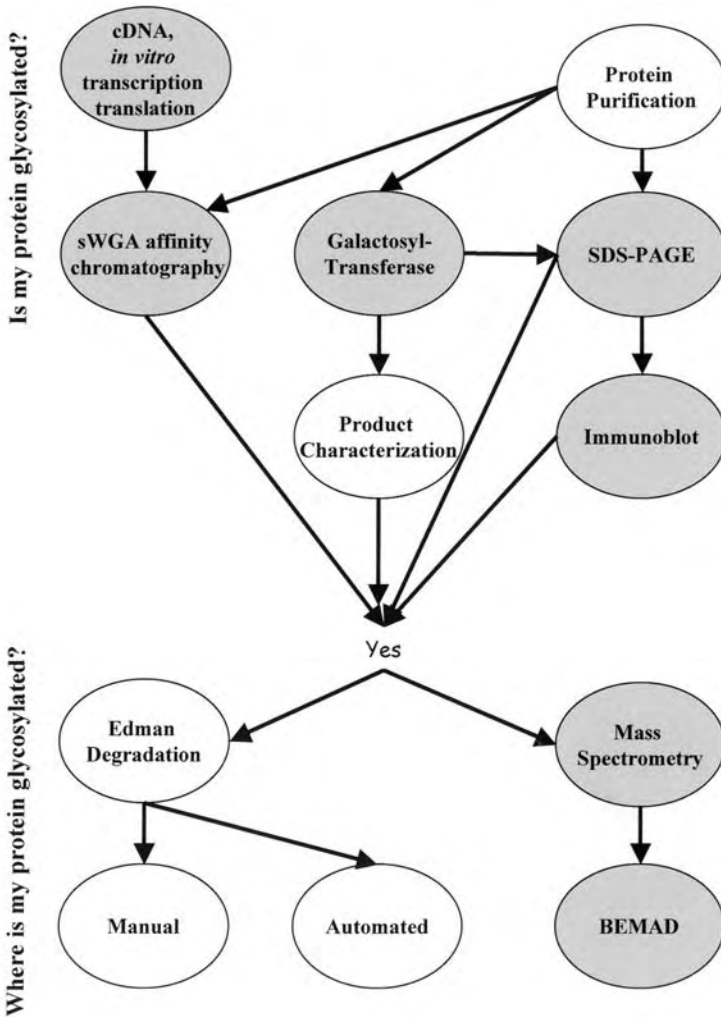 Is my protein glycosylated?
cDNA,
in vitro
transcription
translation
Protein
Purification
sWGA affinity
chromatography
Galactosyl-
Transferase
SDS-PAGE
Product
Characterization
Immunoblot
Yes
Where is my protein glycosylated?
Edman
Degradation
Mass
Spectrometry
Manual
Automated
BEMAD